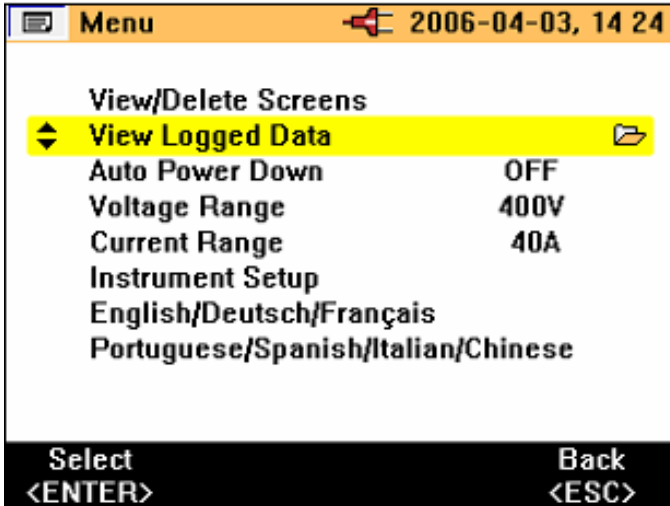 Menu 2006-04-03, 14 24
View/Delete Screens
View Logged Data
Auto Power Down OFF
Voltage Range 400V
Current Range 40A
Instrument Setup
English/Deutsch/Français
Portuguese/Spanish/Italian/Chinese
Select Back
<ENTER> <ESC>